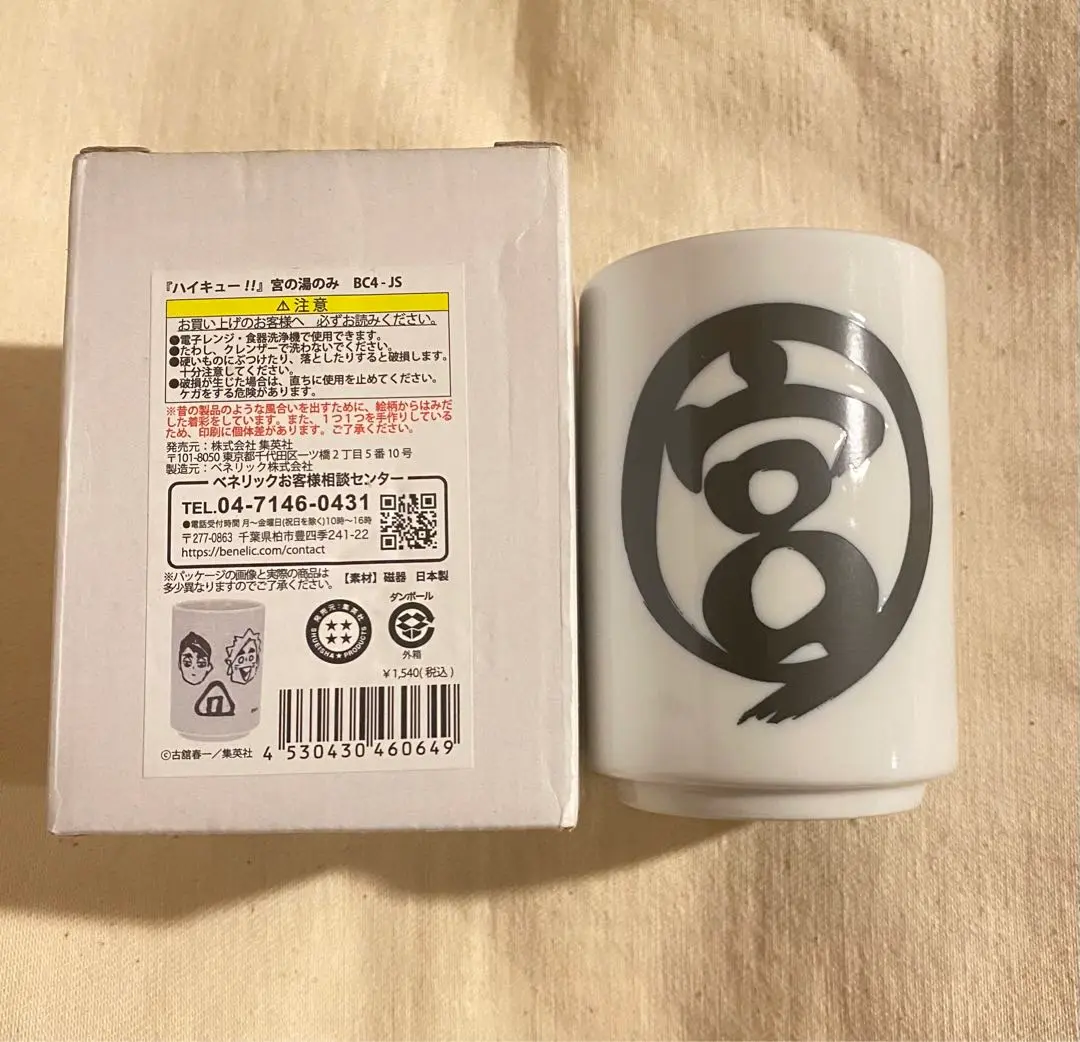 『ハイキュー!!』宮の湯のみ BC4-JS
⚠注意
お買い上げのお客様へ 必ずお読みください。
●電子レンジ・食器洗浄機で使用できます。
●たわし、クレンザーで洗わないでください。
●硬いものにぶつけたり、落としたりすると破損します。
十分注意してください。
●破損が生じた場合は、直ちに使用を止めてください。
ケガをする危険があります。
※昔の製品のような風合いを出すために、絵柄からはみだ
した着彩をしています。また、1つ1つを手作りしている
ため、印刷に個体差があります。ご了承ください。
発売元:株式会社 集英社
〒101-8050 東京都千代田区一ツ橋2丁目5番10号
製造元:ベネリック株式会社
ベネリックお客様相談センター
TEL.04-7146-0431
●電話受付時間 月〜金曜日(祝日を除く)10時〜16時
〒277-0863 千葉県柏市豊四季241-22
https://benelic.com/contact
※パッケージの画像と実際の商品は
多少異なりますのでご了承ください。
【素材】磁器 日本製
発売元:集英社
SHUEISHA★PRODUCTS
ダンボール
外箱
¥1,540(税込)
©古舘春一/集英社
4 530430 460649
宮